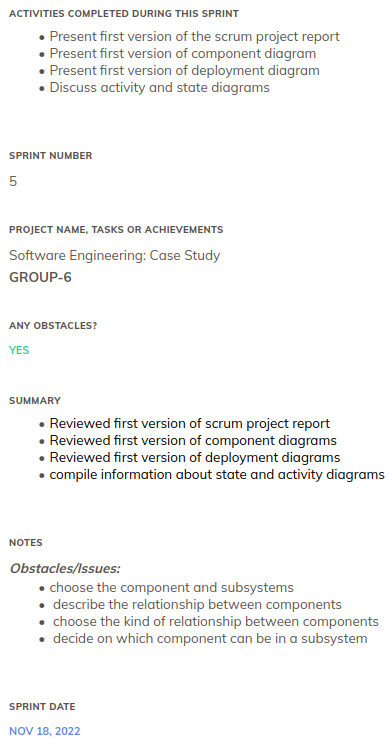 ACTIVITIES COMPLETED DURING THIS SPRINT
• Present first version of the scrum project report
• Present first version of component diagram
• Present first version of deployment diagram
• Discuss activity and state diagrams
SPRINT NUMBER
5
PROJECT NAME, TASKS OR ACHIEVEMENTS
Software Engineering: Case Study
GROUP-6
ANY OBSTACLES?
YES
SUMMARY
• Reviewed first version of scrum project report
• Reviewed first version of component diagrams
• Reviewed first version of deployment diagrams
• compile information about state and activity diagrams
NOTES
Obstacles/Issues:
• choose the component and subsystems
• describe the relationship between components
• choose the kind of relationship between components
• decide on which component can be in a subsystem
SPRINT DATE
NOV 18, 2022